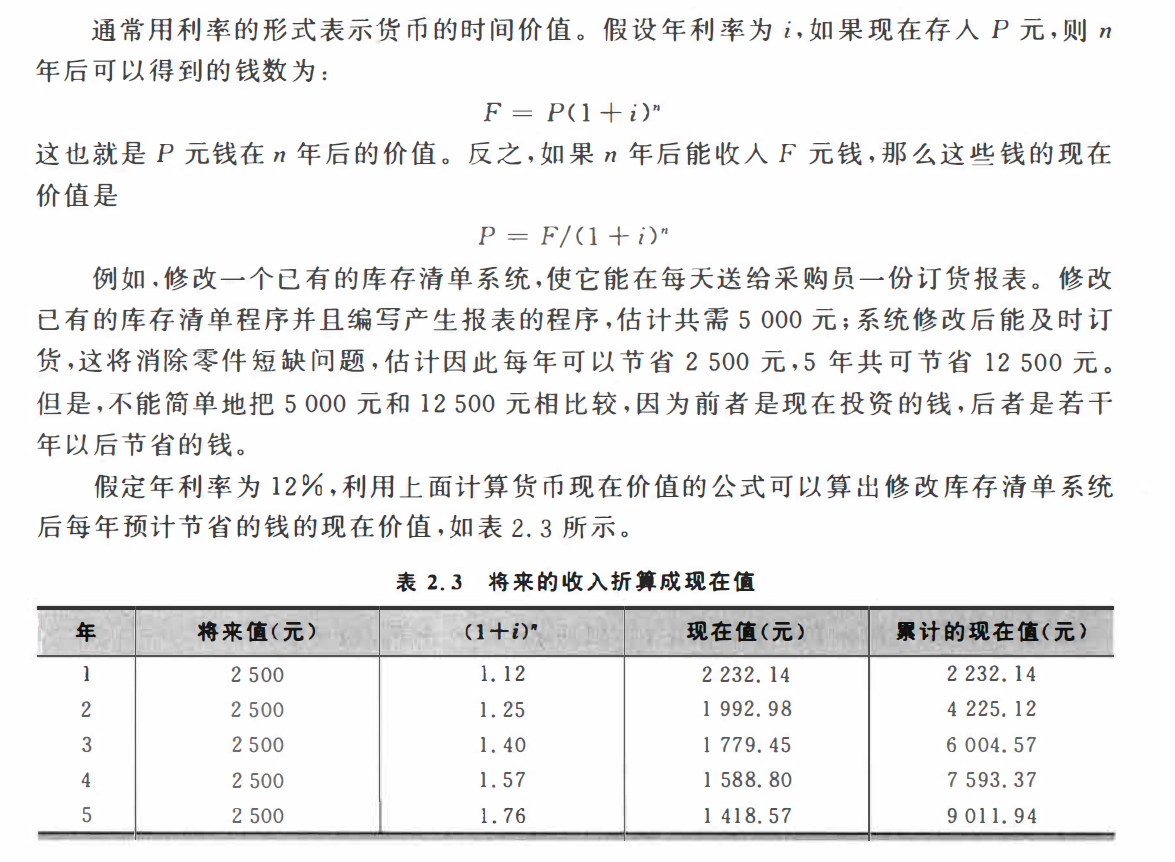 通常用利率的形式表示货币的时间价值。假设年利率为 i,如果现在存入 P 元,则 n
年后可以得到的钱数为:
F = P(1+i)ⁿ
这也就是 P 元钱在 n 年后的价值。反之,如果 n 年后能收入 F 元钱,那么这些钱的现在
价值是
P = F/(1+i)ⁿ
例如,修改一个已有的库存清单系统,使它能在每天送给采购员一份订货报表。修改
已有的库存清单程序并且编写产生报表的程序,估计共需 5 000 元;系统修改后能及时订
货,这将消除零件短缺问题,估计因此每年可以节省 2 500 元,5 年共可节省 12 500 元。
但是,不能简单地把 5 000 元和 12 500 元相比较,因为前者是现在投资的钱,后者是若干
年以后节省的钱。
假定年利率为 12%,利用上面计算货币现在价值的公式可以算出修改库存清单系统
后每年预计节省的钱的现在价值,如表 2.3 所示。
表 2.3 将来的收入折算成现在值
年 将来值(元) (1+i)ⁿ 现在值(元) 累计的现在值(元)
1 2 500 1.12 2 232.14 2 232.14
2 2 500 1.25 1 992.98 4 225.12
3 2 500 1.40 1 779.45 6 004.57
4 2 500 1.57 1 588.80 7 593.37
5 2 500 1.76 1 418.57 9 011.94